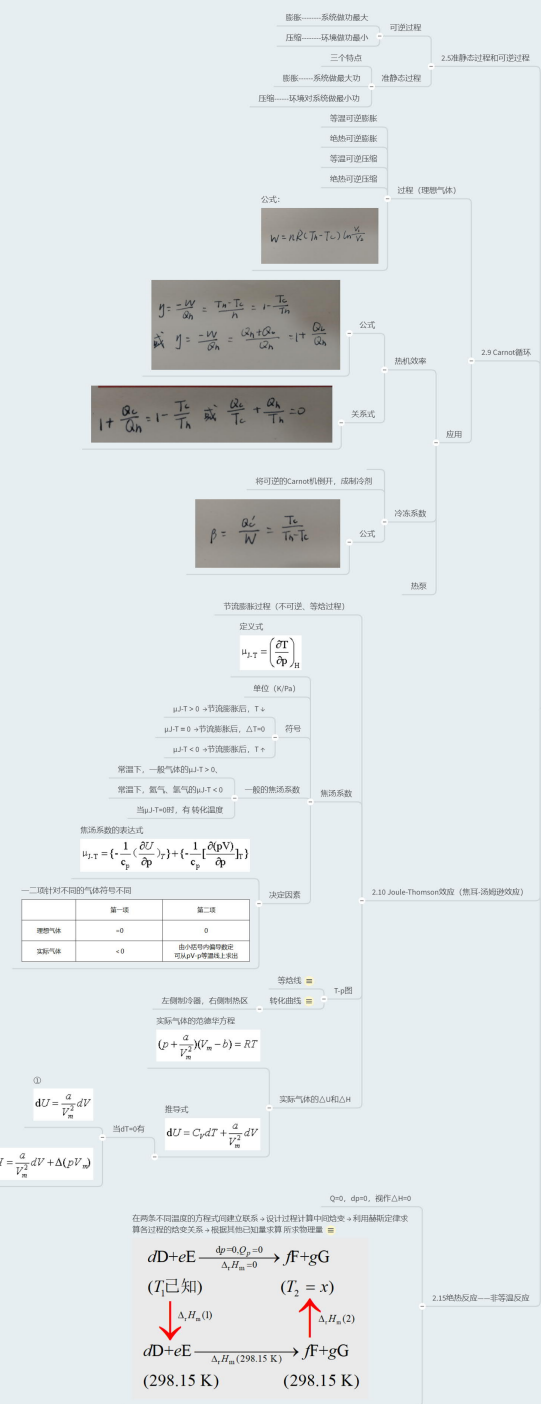 膨胀--------系统做功最大
压缩--------环境做功最小
可逆过程
三个特点
膨胀-----系统做最大功
压缩-----环境对系统做最小功
准静态过程
2.5准静态过程和可逆过程
等温可逆膨胀
绝热可逆膨胀
等温可逆压缩
绝热可逆压缩
公式:
W=nR(Th-Tc)ln V1/V2
过程（理想气体）
η = -W/Qh = Th-Tc/h = 1-Tc/Th
或 η = -W/Qh = Qh+Qc/Qh = 1+Qc/Qh
公式
热机效率
1+Qc/Qh = 1-Tc/Th 或 Qc/Tc + Qh/Th = 0
关系式
应用
2.9 Carnot循环
将可逆的Carnot机倒开，成制冷剂
β = Qc'/W = Tc/Th-Tc
公式
冷冻系数
热泵
节流膨胀过程（不可逆、等焓过程）
定义式
μJ-T = (∂T/∂p)H
单位（K/Pa）
μJ-T > 0 →节流膨胀后，T↓
μJ-T = 0 →节流膨胀后，△T=0
μJ-T < 0 →节流膨胀后，T↑
符号
常温下，一般气体的μJ-T > 0、
常温下，氦气、氢气的μJ-T < 0
当μJ-T=0时，有 转化温度
一般的焦汤系数
焦汤系数
焦汤系数的表达式
μJ-T = {-1/cp (∂U/∂p)T}+{-1/cp [∂(pV)/∂p]T}
一二项针对不同的气体符号不同
第一项 第二项
理想气体 =0 0
实际气体 <0 由小括号内偏导数定
可从pV-p等温线上求出
决定因素
2.10 Joule-Thomson效应（焦耳-汤姆逊效应）
等焓线
左侧制冷器，右侧制热区
转化曲线
T-p图
实际气体的范德华方程
(p + a/Vm²)(Vm − b) = RT
①
dU = a/Vm² dV
H = a/Vm² dV + Δ(pVm)
当dT=0有
推导式
dU = CVdT + a/Vm² dV
实际气体的△U和△H
Q=0，dp=0，视作△H=0
在两条不同温度的方程式间建立联系→设计过程计算中间焓变→利用赫斯定律求
算各过程的焓变关系→根据其他已知量求算 所求物理量
dD+eE dp=0,Qp=0 ΔrHm=0 → fF+gG
(T1已知) (T2 = x)
ΔrHm(1) ΔrHm(2)
dD+eE ΔrHm(298.15 K) → fF+gG
(298.15 K) (298.15 K)
2.15绝热反应——非等温反应